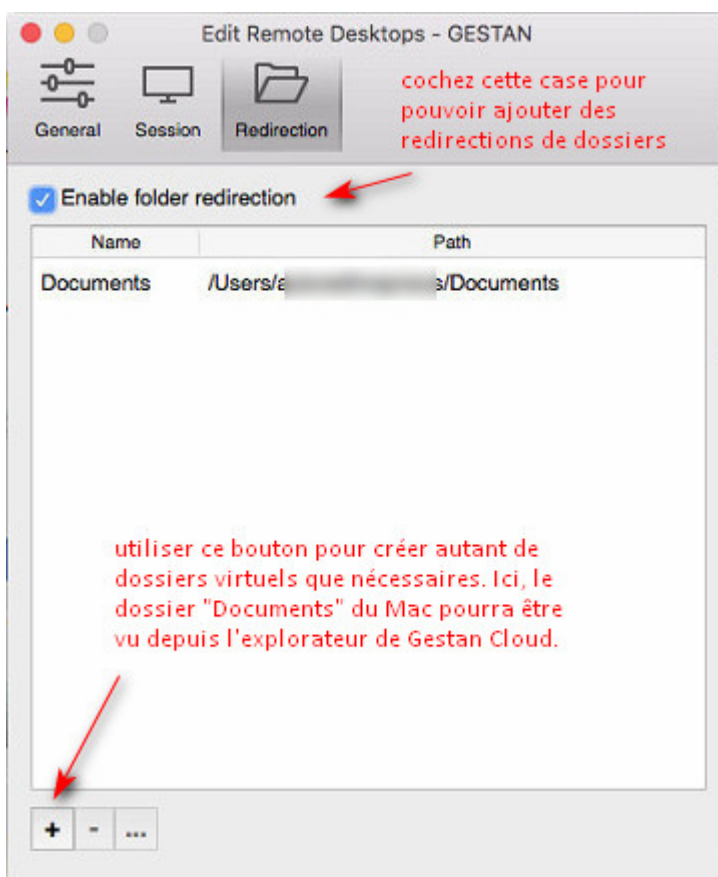 Edit Remote Desktops - GESTAN
General Session Redirection
cochez cette case pour
pouvoir ajouter des
redirections de dossiers
Enable folder redirection
Name Path
Documents /Users/a s/Documents
utiliser ce bouton pour créer autant de
dossiers virtuels que nécessaires. Ici, le
dossier "Documents" du Mac pourra être
vu depuis l'explorateur de Gestan Cloud.
+ - ...